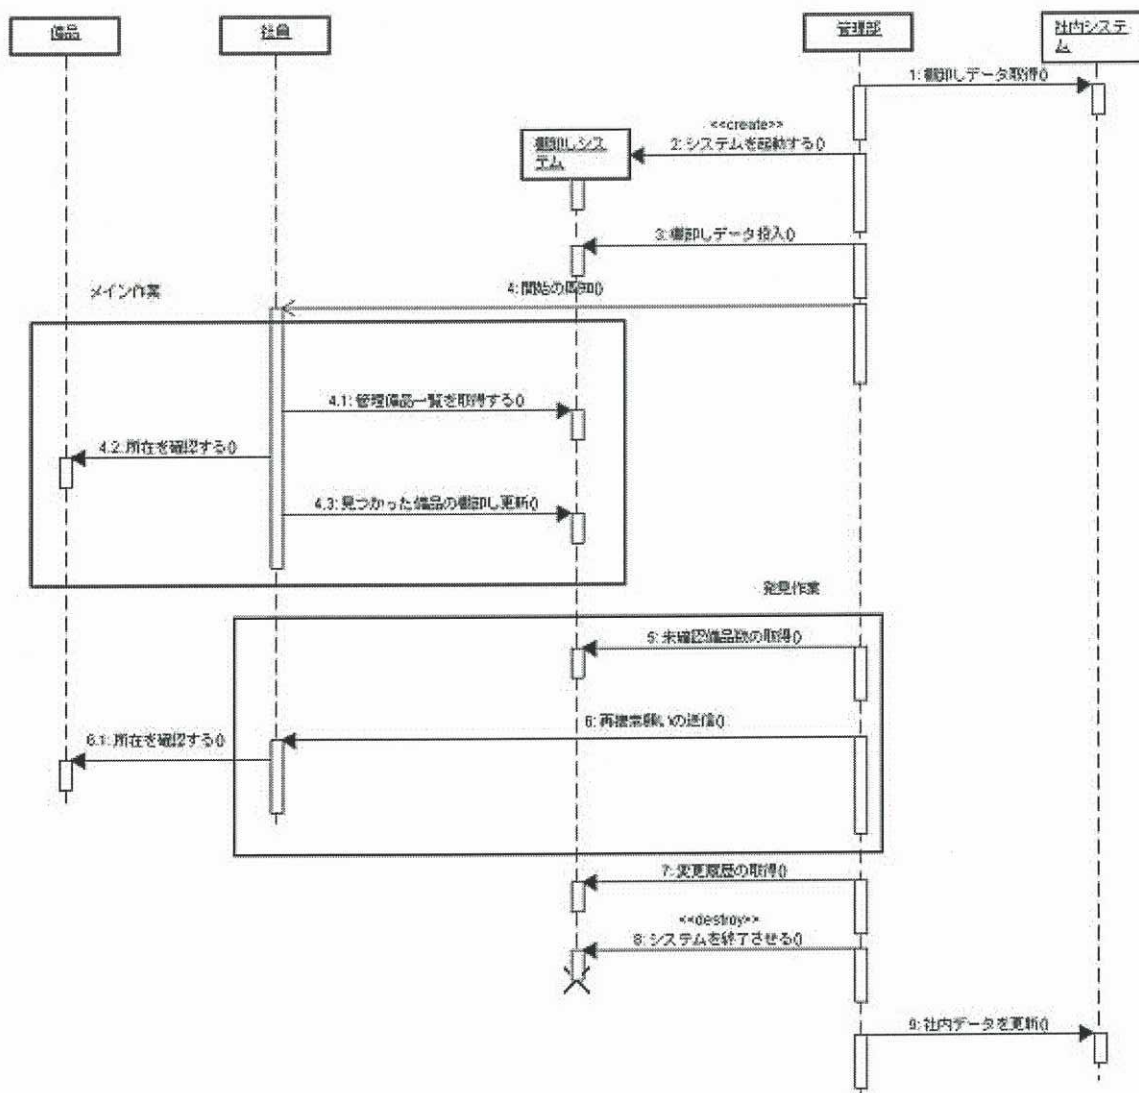 備品
社員
管理部
社内システ
ム
1: 棚卸しデータ取得()
<<create>>
2: システムを起動する()
棚卸しシス
テム
3: 棚卸しデータ投入()
メイン作業
4: 開始の周知()
4.1: 管理備品一覧を取得する()
4.2: 所在を確認する()
4.3: 見つかった備品の棚卸し更新()
発見作業
5: 未確認備品数の取得()
6: 再捜索願いの送信()
6.1: 所在を確認する()
7: 変更履歴の取得()
<<destroy>>
8: システムを終了させる()
9: 社内データを更新()